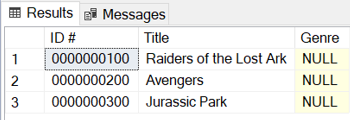 Results Messages
ID # Title Genre
1 0000000100 Raiders of the Lost Ark NULL
2 0000000200 Avengers NULL
3 0000000300 Jurassic Park NULL